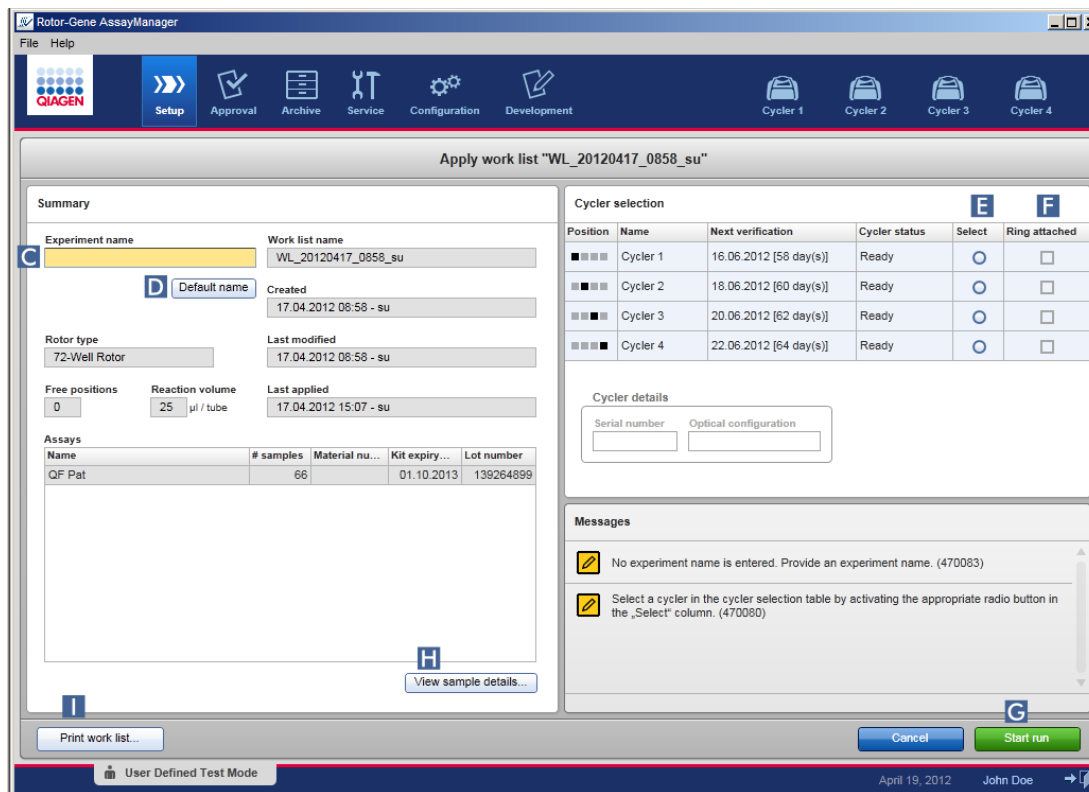 Rotor-Gene AssayManager
File Help
QIAGEN
Setup Approval Archive Service Configuration Development Cycler 1 Cycler 2 Cycler 3 Cycler 4
Apply work list "WL_20120417_0858_su"
Summary
Experiment name Work list name
C WL_20120417_0858_su
D Default name Created
17.04.2012 08:58 - su
Rotor type Last modified
72-Well Rotor 17.04.2012 08:58 - su
Free positions Reaction volume Last applied
0 25 µl / tube 17.04.2012 15:07 - su
Assays
Name # samples Material nu... Kit expiry... Lot number
QF Pat 66 01.10.2013 139264899
H
View sample details...
I
Print work list...
Cycler selection E F
Position Name Next verification Cycler status Select Ring attached
Cycler 1 16.06.2012 [58 day(s)] Ready
Cycler 2 18.06.2012 [60 day(s)] Ready
Cycler 3 20.06.2012 [62 day(s)] Ready
Cycler 4 22.06.2012 [64 day(s)] Ready
Cycler details
Serial number Optical configuration
Messages
No experiment name is entered. Provide an experiment name. (470083)
Select a cycler in the cycler selection table by activating the appropriate radio button in
the „Select“ column. (470080)
G
Cancel Start run
User Defined Test Mode April 19, 2012 John Doe